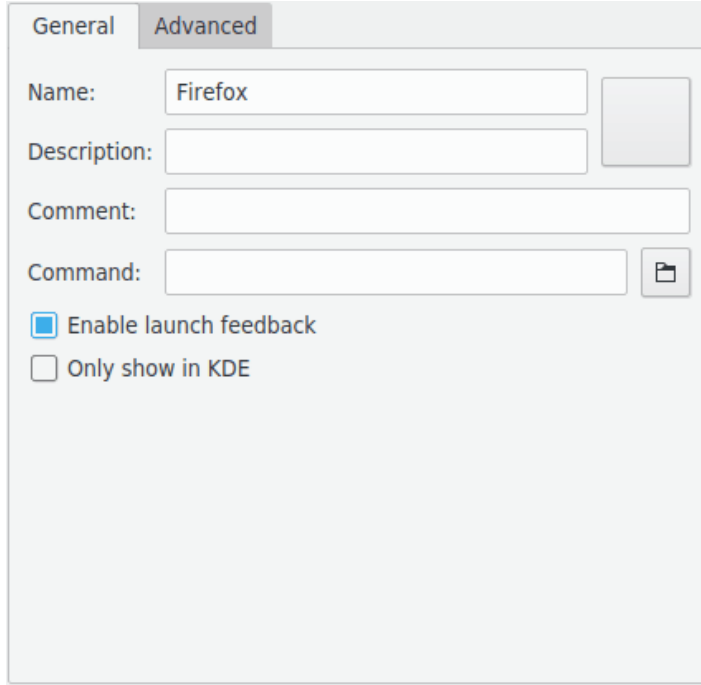 General Advanced
Name: Firefox
Description:
Comment:
Command:
Enable launch feedback
Only show in KDE